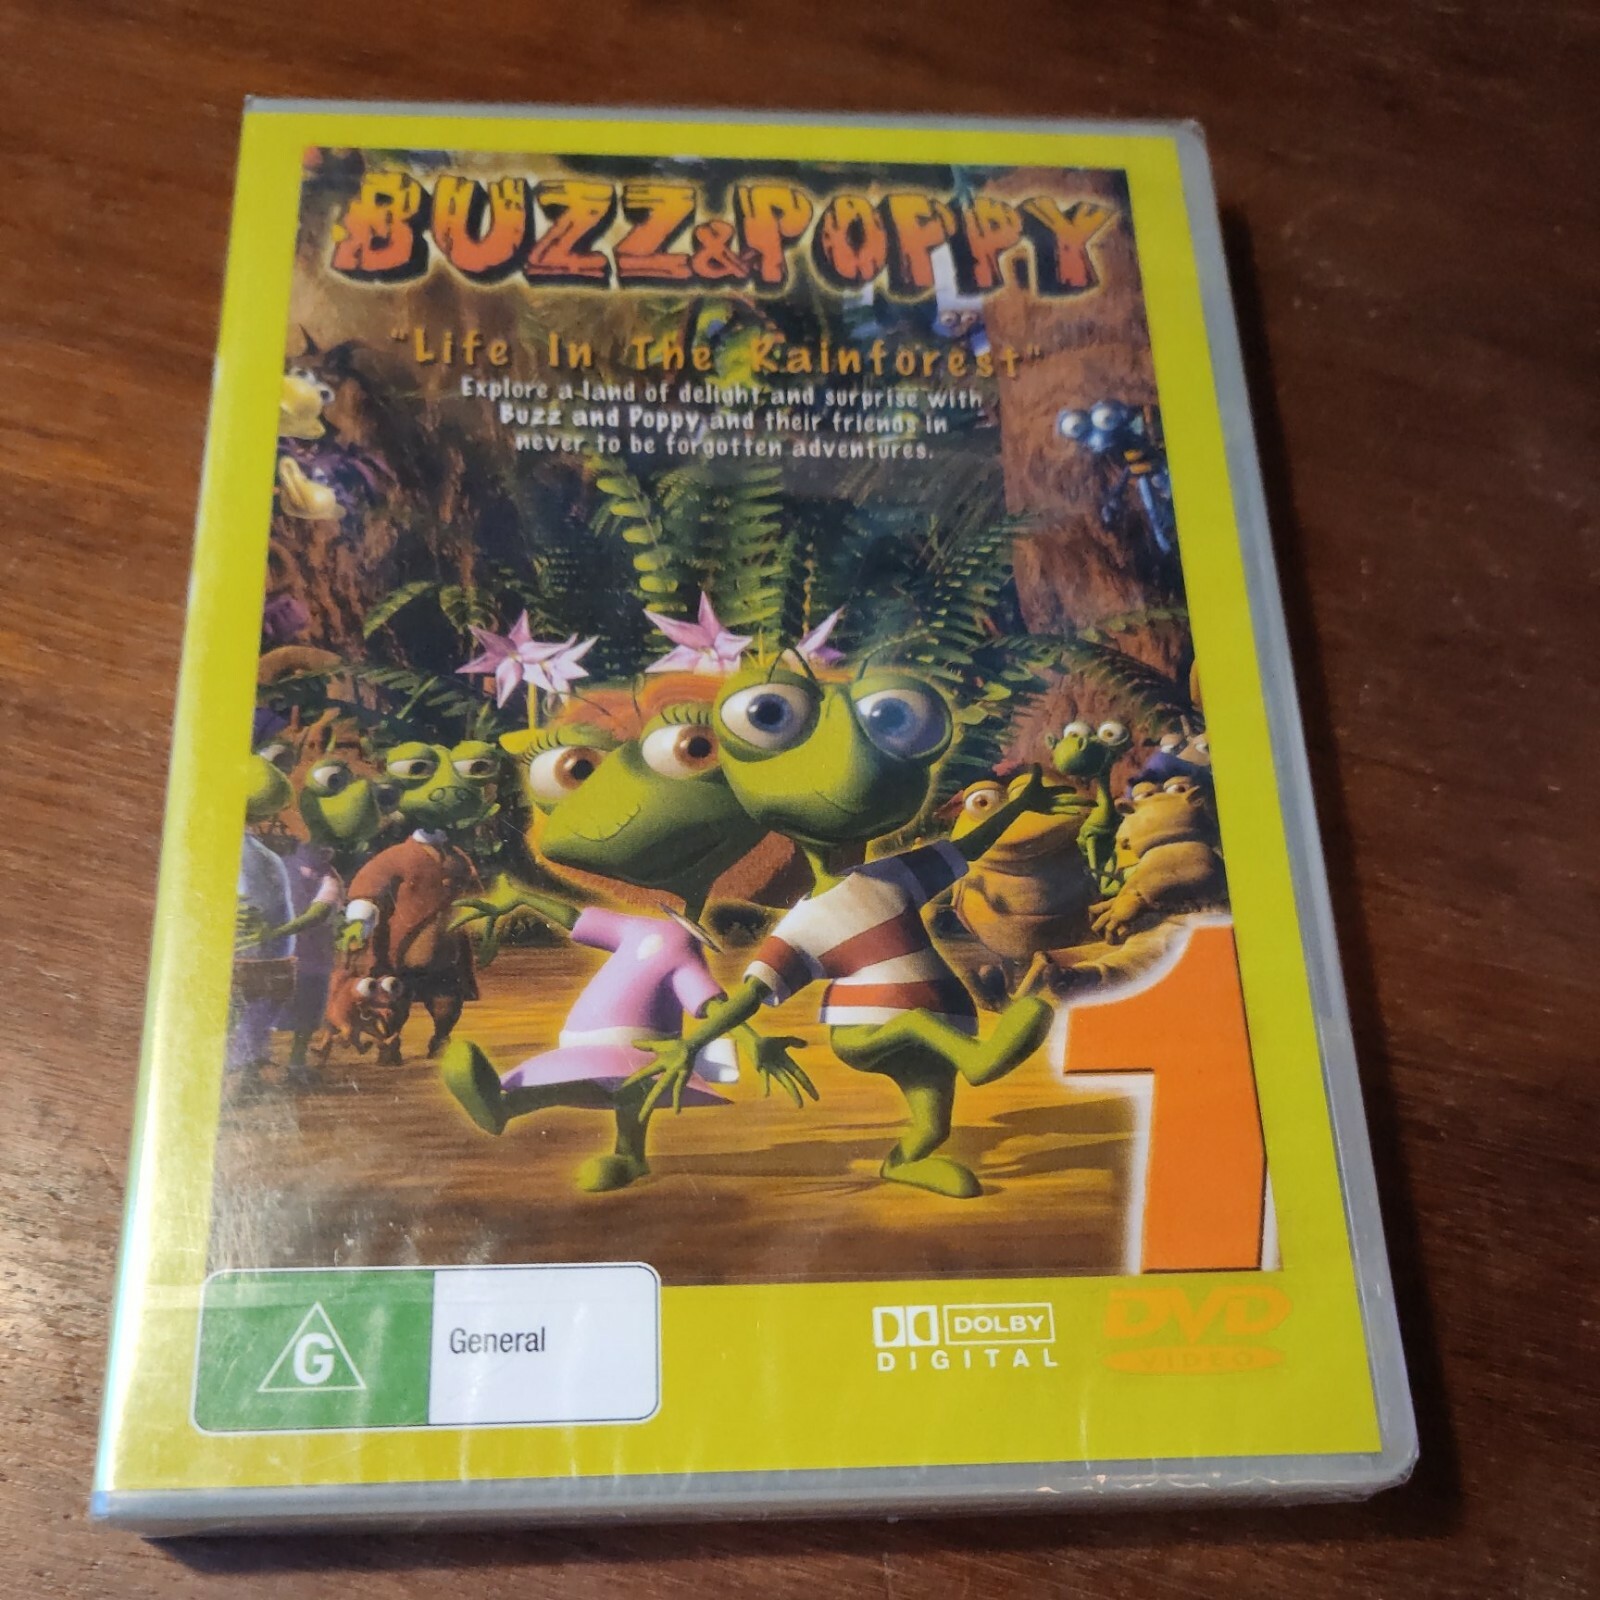 BUZZ & POPPY
"Life In The Rainforest"
Explore a land of delight and surprise with
Buzz and Poppy and their friends in
never to be forgotten adventures.
1
G General
DOLBY
DIGITAL
DVD
VIDEO